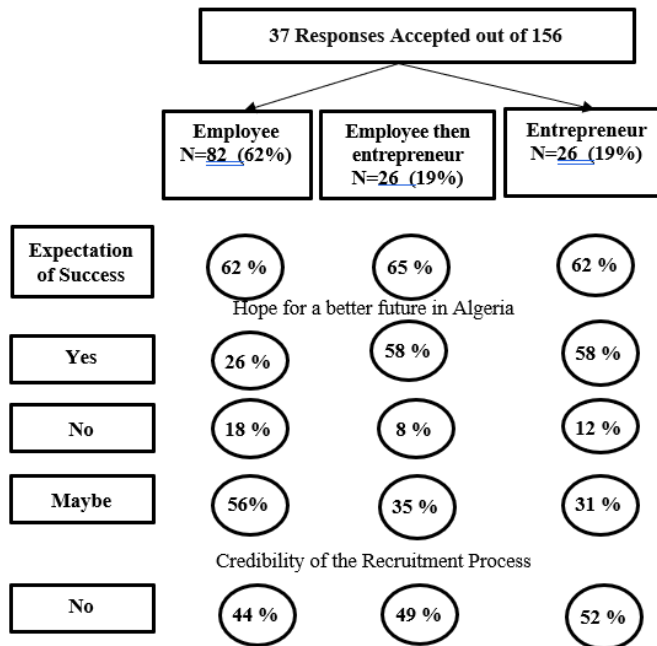 37 Responses Accepted out of 156
Employee
N=82 (62%)
Employee then
entrepreneur
N=26 (19%)
Entrepreneur
N=26 (19%)
Expectation
of Success
62 %
65 %
62 %
Hope for a better future in Algeria
Yes
26 %
58 %
58 %
No
18 %
8 %
12 %
Maybe
56%
35 %
31 %
Credibility of the Recruitment Process
No
44 %
49 %
52 %